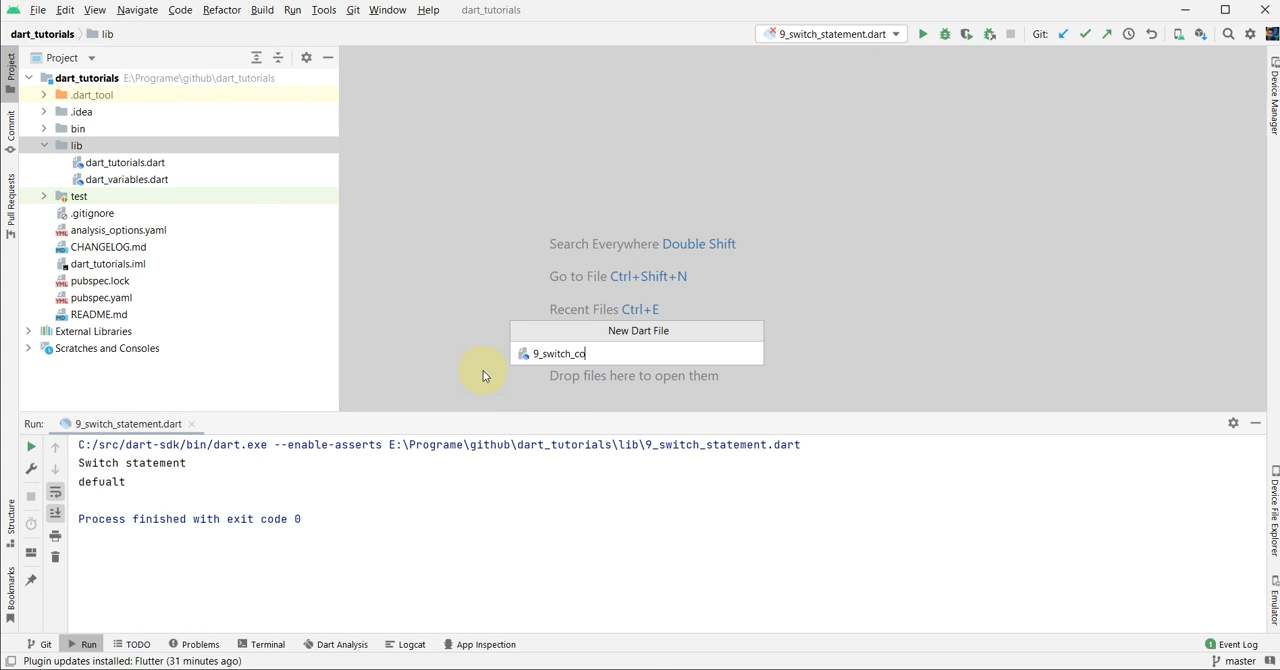 File Edit View Navigate Code Refactor Build Run Tools Git Window Help dart_tutorials
dart_tutorials lib 9_switch_statement.dart Git:
Project
dart_tutorials E:\Programe\github\dart_tutorials
.dart_tool
.idea
bin
lib
dart_tutorials.dart
dart_variables.dart
test
.gitignore
analysis_options.yaml
CHANGELOG.md
dart_tutorials.iml
pubspec.lock
pubspec.yaml
README.md
External Libraries
Scratches and Consoles
Project
Commit
Pull Requests
Structure
Bookmarks
Search Everywhere Double Shift
Go to File Ctrl+Shift+N
Recent Files Ctrl+E
New Dart File
9_switch_co
Drop files here to open them
Device Manager
Device File Explorer
Emulator
Run: 9_switch_statement.dart
C:/src/dart-sdk/bin/dart.exe --enable-asserts E:\Programe\github\dart_tutorials\lib\9_switch_statement.dart
Switch statement
defualt
Process finished with exit code 0
Git Run TODO Problems Terminal Dart Analysis Logcat App Inspection 1 Event Log
Plugin updates installed: Flutter (31 minutes ago) master